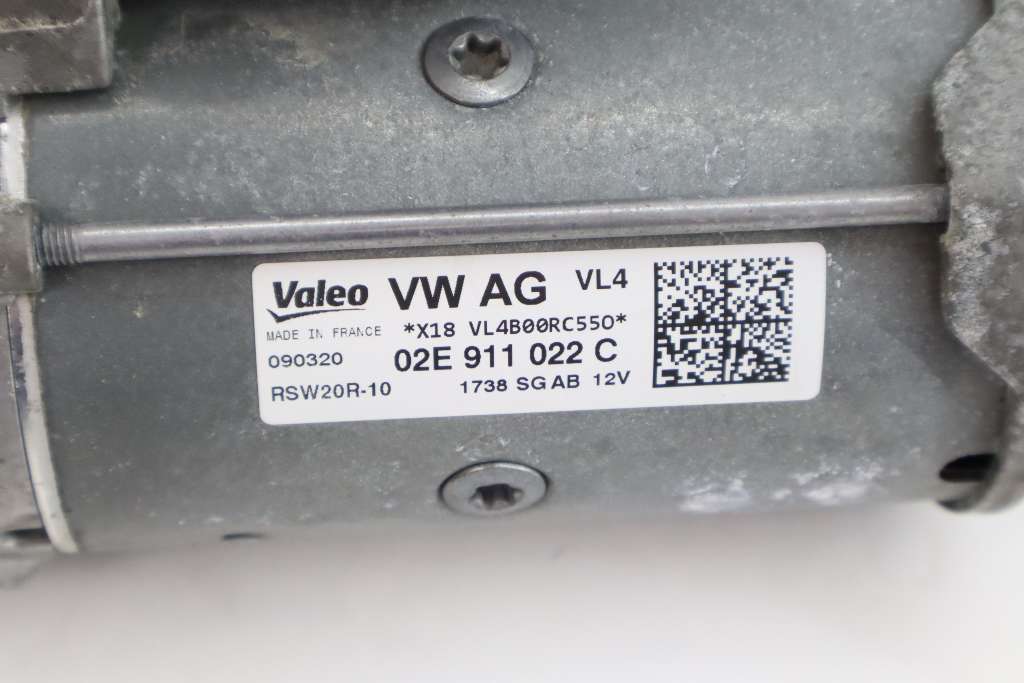 Valeo VW AG VL4
MADE IN FRANCE *X18 VL4B00RC550*
090320 02E 911 022 C
RSW20R-10 1738 SG AB 12V